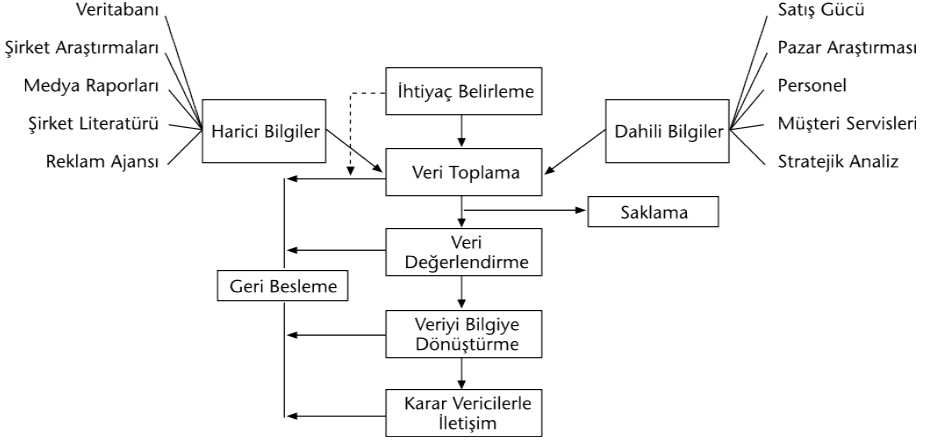 Veritabanı
Şirket Araştırmaları
Medya Raporları
Şirket Literatürü
Reklam Ajansı
Harici Bilgiler
İhtiyaç Belirleme
Dahili Bilgiler
Satış Gücü
Pazar Araştırması
Personel
Müşteri Servisleri
Stratejik Analiz
Veri Toplama
Saklama
Veri
Değerlendirme
Geri Besleme
Veriyi Bilgiye
Dönüştürme
Karar Vericilerle
İletişim